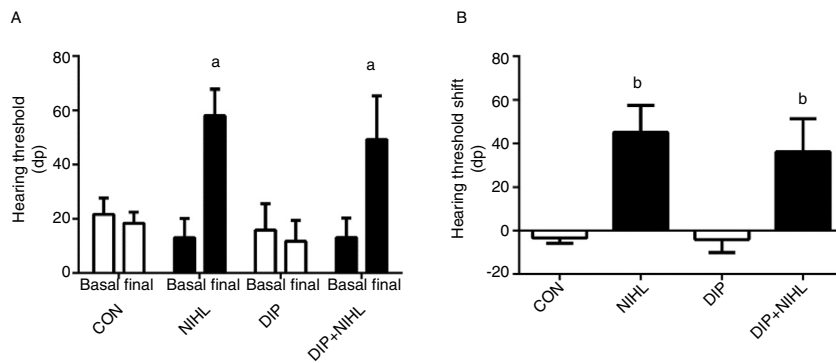 A
Hearing threshold
(dp)
80
60
40
20
0
a
a
Basal final
Basal final
Basal final
Basal final
CON
NIHL
DIP
DIP+NIHL
B
Hearing threshold shift
(dp)
80
60
40
20
0
-20
b
b
CON
NIHL
DIP
DIP+NIHL